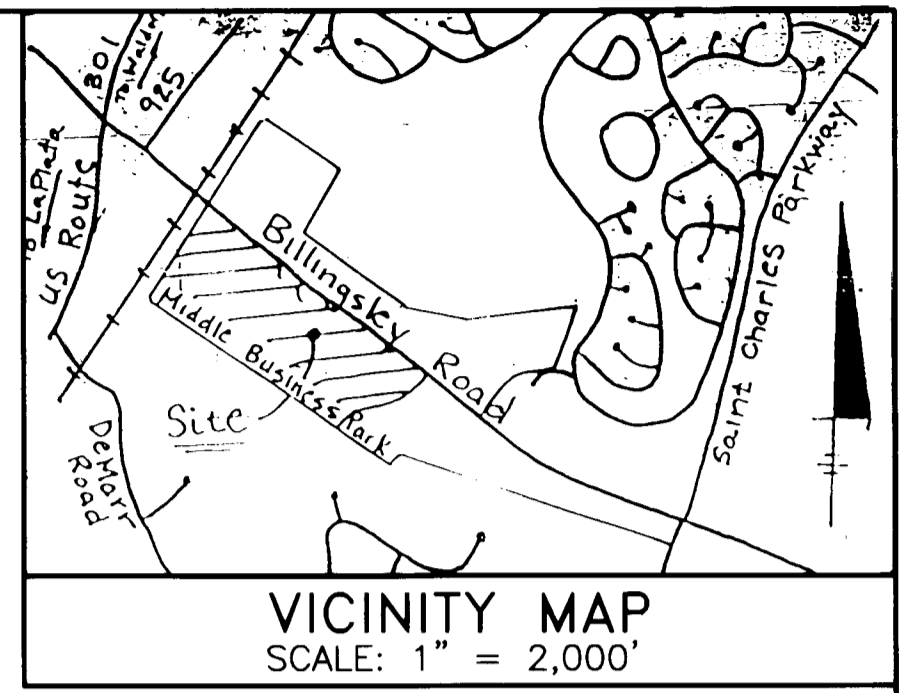 301
To Waldorf
925
To LaPlata
US Route
Billingsky Road
Middle Business Park
Site
DeMarr
Road
Saint Charles Parkway
VICINITY MAP
SCALE: 1" = 2,000'